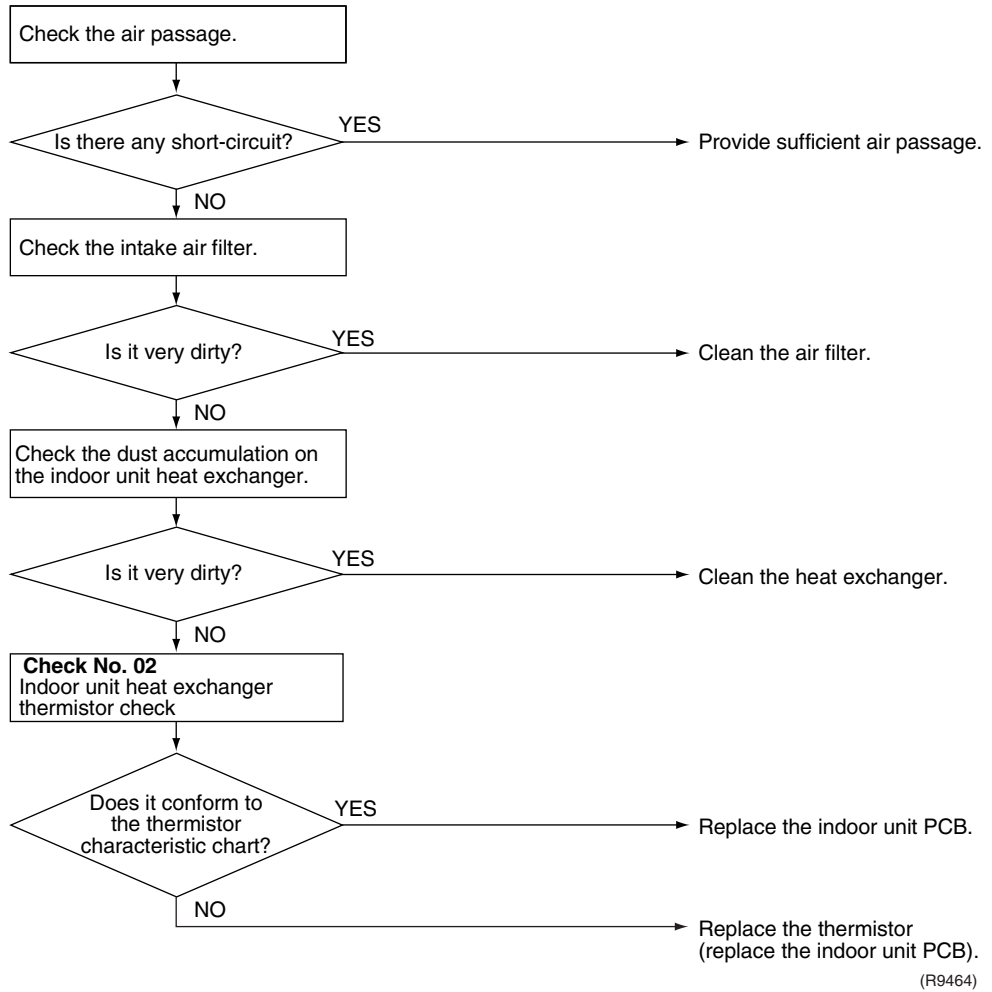 Check the air passage.
Is there any short-circuit?
YES
Provide sufficient air passage.
NO
Check the intake air filter.
Is it very dirty?
YES
Clean the air filter.
NO
Check the dust accumulation on
the indoor unit heat exchanger.
Is it very dirty?
YES
Clean the heat exchanger.
NO
Check No. 02
Indoor unit heat exchanger
thermistor check
Does it conform to
the thermistor
characteristic chart?
YES
Replace the indoor unit PCB.
NO
Replace the thermistor
(replace the indoor unit PCB).
(R9464)